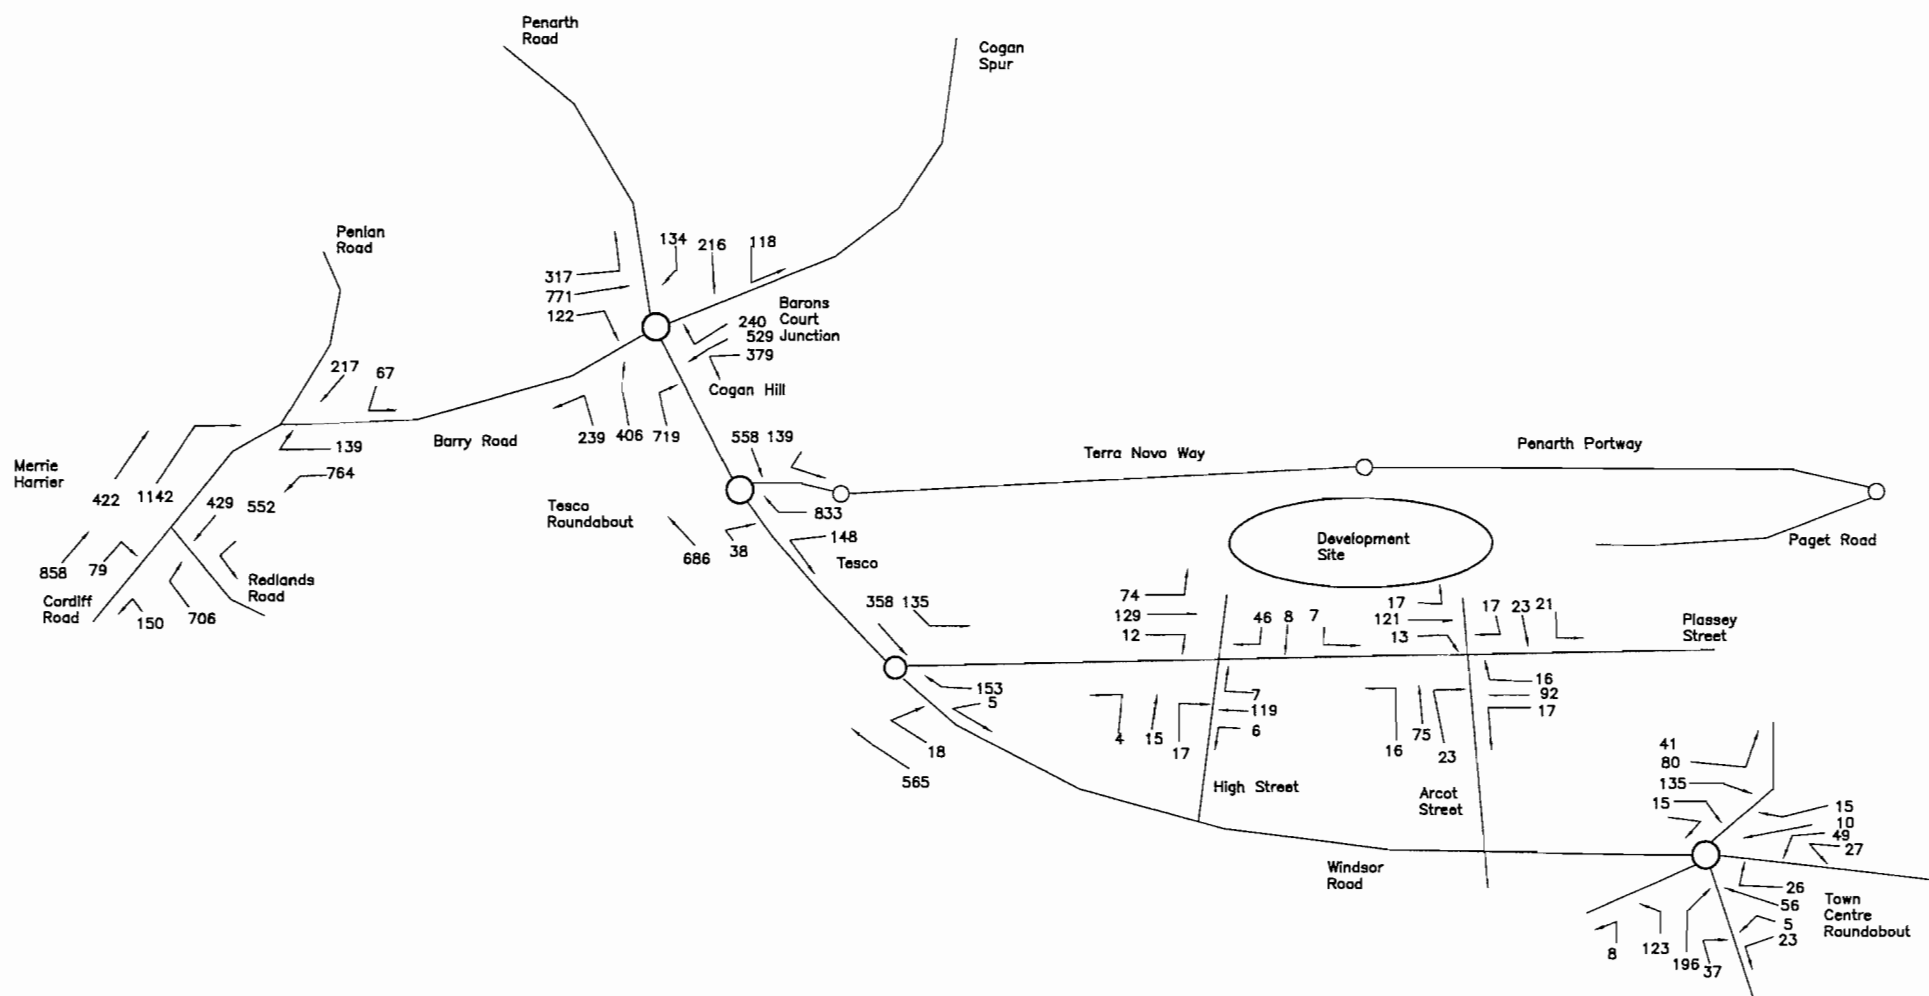 Penarth
Road
Cogan
Spur
Penlan
Road
134
216
118
317
771
122
Barons
Court
Junction
240
529
379
Cogan Hill
217
67
239
406
719
Barry Road
139
764
Merrie
Harrier
422
1142
429
552
858
79
Cardiff
Road
150
706
Redlands
Road
558
139
Terra Nova Way
Penarth Portway
Tesco
Roundabout
833
686
38
148
Tesco
Development
Site
Paget Road
358
135
74
129
12
46
8
7
17
121
13
17
23
21
Plassey
Street
153
5
18
565
4
15
17
7
119
6
16
75
23
16
92
17
High Street
Arcot
Street
Windsor
Road
41
80
135
15
15
10
49
27
26
56
5
23
8
123
196
37
Town
Centre
Roundabout